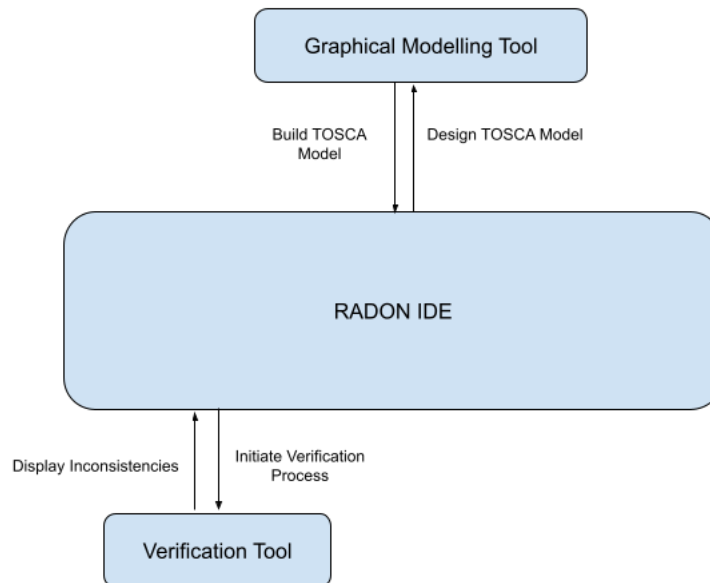 Graphical Modelling Tool
Build TOSCA
Model
Design TOSCA Model
RADON IDE
Display Inconsistencies
Initiate Verification
Process
Verification Tool